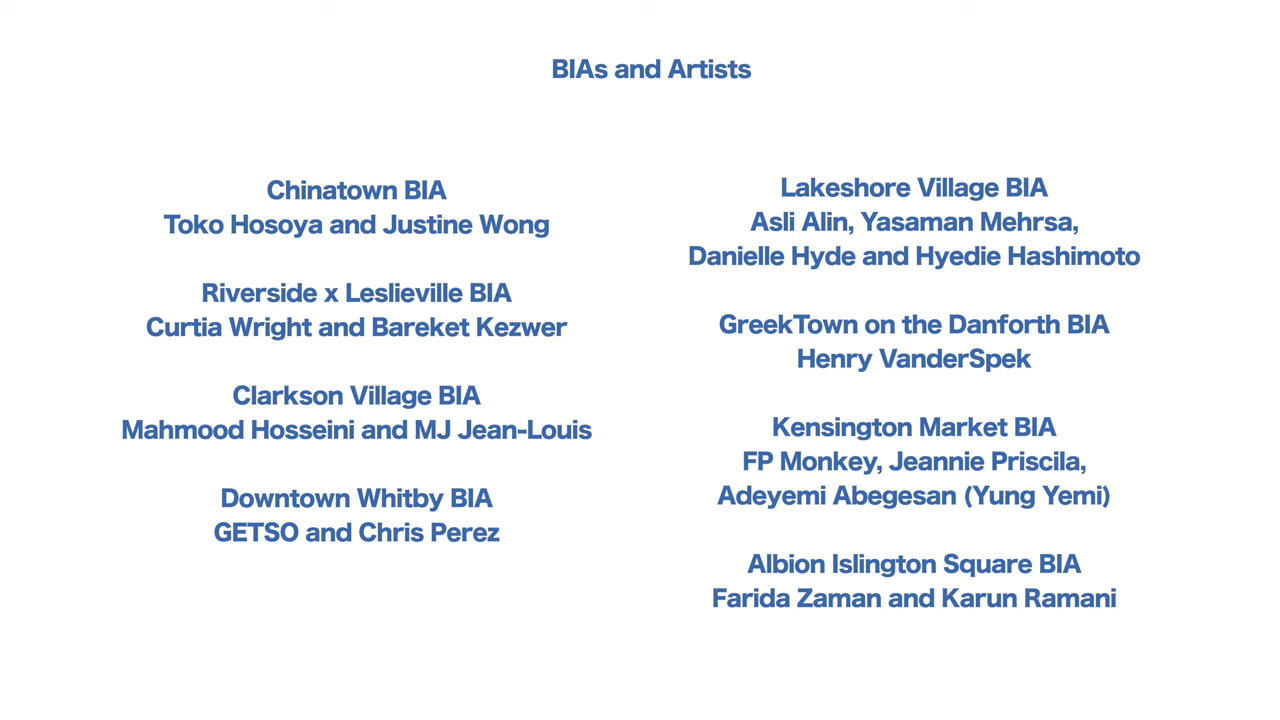 BIAs and Artists
Chinatown BIA
Toko Hosoya and Justine Wong
Riverside x Leslieville BIA
Curtia Wright and Bareket Kezwer
Clarkson Village BIA
Mahmood Hosseini and MJ Jean-Louis
Downtown Whitby BIA
GETSO and Chris Perez
Lakeshore Village BIA
Asli Alin, Yasaman Mehrsa,
Danielle Hyde and Hyedie Hashimoto
GreekTown on the Danforth BIA
Henry VanderSpek
Kensington Market BIA
FP Monkey, Jeannie Priscila,
Adeyemi Abegesan (Yung Yemi)
Albion Islington Square BIA
Farida Zaman and Karun Ramani